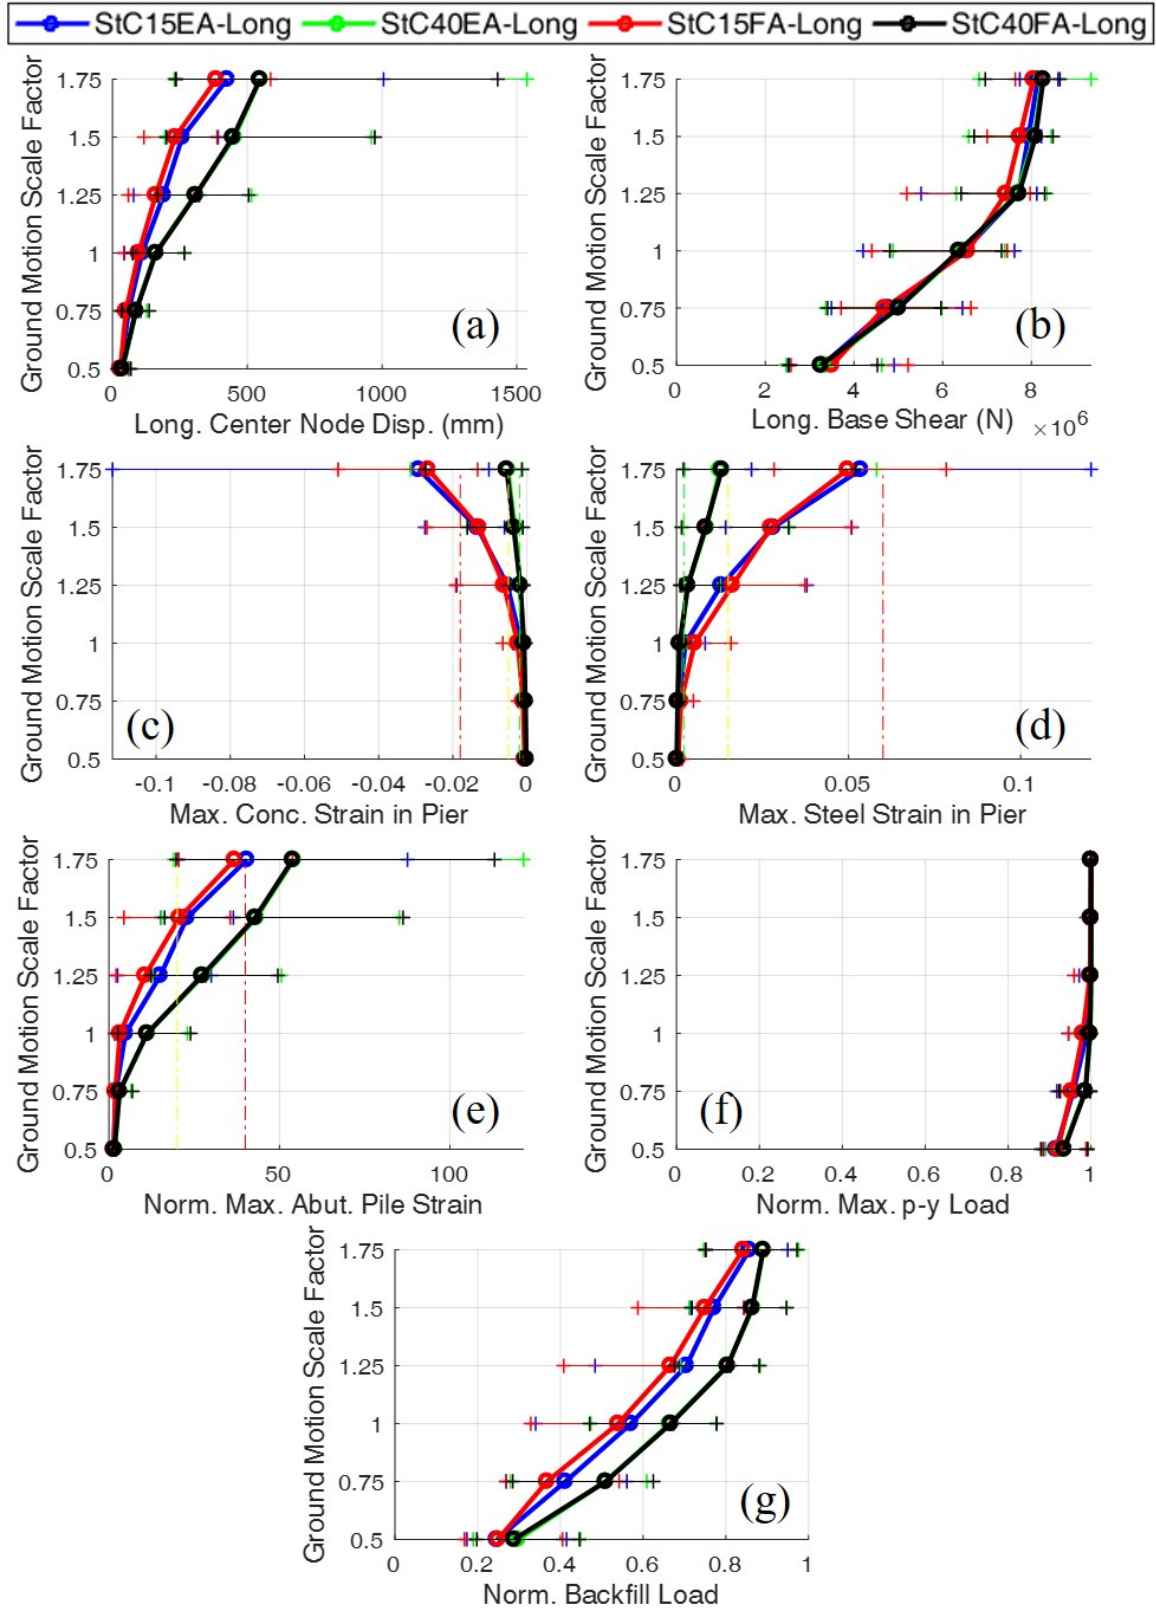 StC15EA-Long StC40EA-Long StC15FA-Long StC40FA-Long
Ground Motion Scale Factor
1.75
1.5
1.25
1
0.75
0.5
0 500 1000 1500
Long. Center Node Disp. (mm)
(a)
Ground Motion Scale Factor
1.75
1.5
1.25
1
0.75
0.5
0 2 4 6 8
Long. Base Shear (N) ×10^6
(b)
Ground Motion Scale Factor
1.75
1.5
1.25
1
0.75
0.5
-0.1 -0.08 -0.06 -0.04 -0.02 0
Max. Conc. Strain in Pier
(c)
Ground Motion Scale Factor
1.75
1.5
1.25
1
0.75
0.5
0 0.05 0.1
Max. Steel Strain in Pier
(d)
Ground Motion Scale Factor
1.75
1.5
1.25
1
0.75
0.5
0 50 100
Norm. Max. Abut. Pile Strain
(e)
Ground Motion Scale Factor
1.75
1.5
1.25
1
0.75
0.5
0 0.2 0.4 0.6 0.8 1
Norm. Max. p-y Load
(f)
Ground Motion Scale Factor
1.75
1.5
1.25
1
0.75
0.5
0 0.2 0.4 0.6 0.8 1
Norm. Backfill Load
(g)